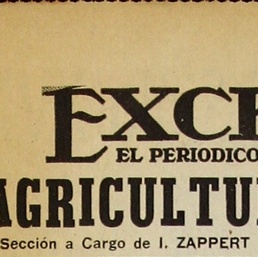 EXCE
EL PERIODICO
AGRICULTU
Sección a Cargo de I. ZAPPERT